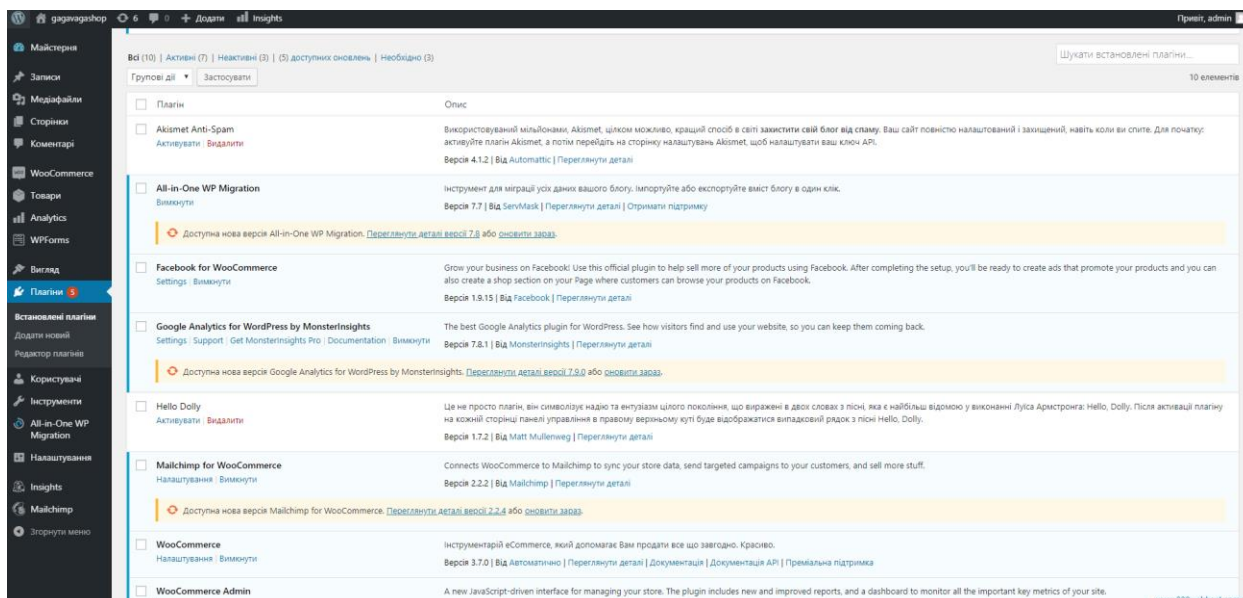 gagavagashop 6 0 + Додати Insights Привіт, admin
Майстерня
Записи
Медіафайли
Сторінки
Коментарі
WooCommerce
Товари
Analytics
WPForms
Вигляд
Плагіни 5
Встановлені плагіни
Додати новий
Редактор плагінів
Користувачі
Інструменти
All-in-One WP
Migration
Налаштування
Insights
Mailchimp
Згорнути меню
Всі (10) | Активні (7) | Неактивні (3) | (5) доступних оновлень | Необхідно (3)
Шукати встановлені плагіни...
Групові дії Застосувати
10 елементів
Плагін Опис
Akismet Anti-Spam
Активувати | Видалити
Використовуваний мільйонами, Akismet, цілком можливо, кращий спосіб в світі захистити свій блог від спаму. Ваш сайт повністю налаштований і захищений, навіть коли ви спите. Для початку:
активуйте плагін Akismet, а потім перейдіть на сторінку налаштувань Akismet, щоб налаштувати ваш ключ API.
Версія 4.1.2 | Від Automattic | Переглянути деталі
All-in-One WP Migration
Вимкнути
Інструмент для міграції усіх даних вашого блогу. Імпортуйте або експортуйте вміст блогу в один клік.
Версія 7.7 | Від ServMask | Переглянути деталі | Отримати підтримку
Доступна нова версія All-in-One WP Migration. Переглянути деталі версії 7.8 або оновити зараз.
Facebook for WooCommerce
Settings | Вимкнути
Grow your business on Facebook! Use this official plugin to help sell more of your products using Facebook. After completing the setup, you'll be ready to create ads that promote your products and you can
also create a shop section on your Page where customers can browse your products on Facebook.
Версія 1.9.15 | Від Facebook | Переглянути деталі
Google Analytics for WordPress by MonsterInsights
Settings | Support | Get MonsterInsights Pro | Documentation | Вимкнути
The best Google Analytics plugin for WordPress. See how visitors find and use your website, so you can keep them coming back.
Версія 7.8.1 | Від MonsterInsights | Переглянути деталі
Доступна нова версія Google Analytics for WordPress by MonsterInsights. Переглянути деталі версії 7.9.0 або оновити зараз.
Hello Dolly
Активувати | Видалити
Це не просто плагін, він символізує надію та ентузіазм цілого покоління, що виражені в двох словах з пісні, яка є найбільш відомою у виконанні Луїса Армстронга: Hello, Dolly. Після активації плагіну
на кожній сторінці панелі управління в правому верхньому куті буде відображатися випадковий рядок з пісні Hello, Dolly.
Версія 1.7.2 | Від Matt Mullenweg | Переглянути деталі
Mailchimp for WooCommerce
Налаштування | Вимкнути
Connects WooCommerce to Mailchimp to sync your store data, send targeted campaigns to your customers, and sell more stuff.
Версія 2.2.2 | Від Mailchimp | Переглянути деталі
Доступна нова версія Mailchimp for WooCommerce. Переглянути деталі версії 2.2.4 або оновити зараз.
WooCommerce
Налаштування | Вимкнути
Інструментарій eCommerce, який допомагає Вам продати все що завгодно. Красиво.
Версія 3.7.0 | Від Автоматично | Переглянути деталі | Документація | Документація API | Преміальна підтримка
WooCommerce Admin
A new JavaScript-driven interface for managing your store. The plugin includes new and improved reports, and a dashboard to monitor all the important key metrics of your site.